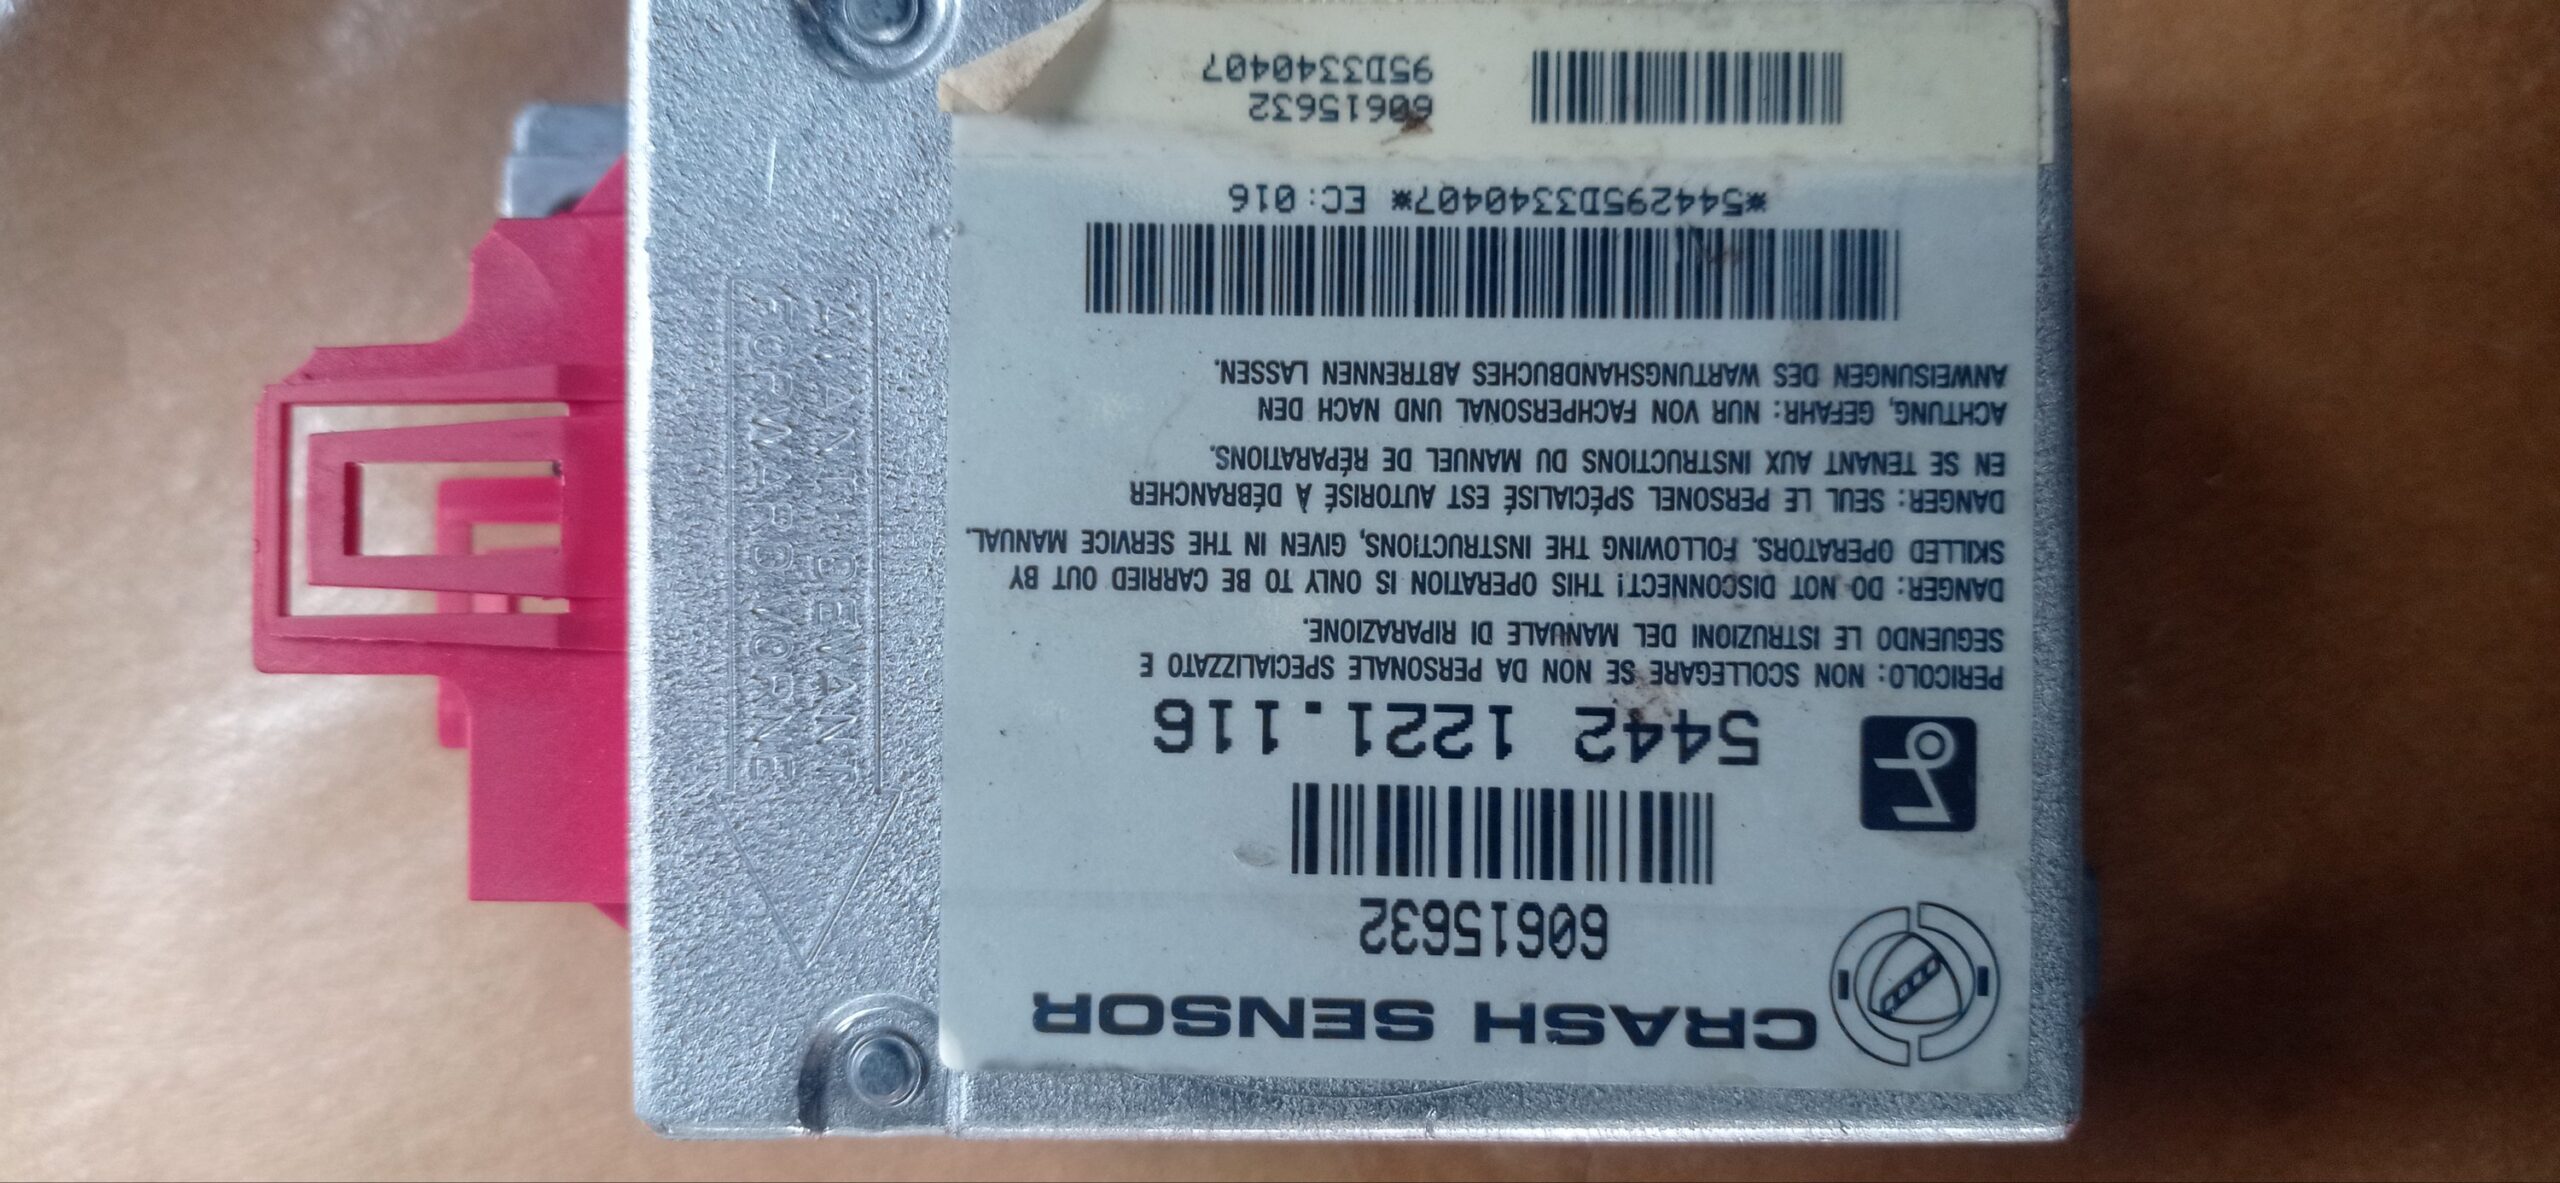 CRASH SENSOR
60615632
5442 1221.116
PERICOLO: NON SCOLLEGARE SE NON DA PERSONALE SPECIALIZZATO E
SEGUENDO LE ISTRUZIONI DEL MANUALE DI RIPARAZIONE.
DANGER: DO NOT DISCONNECT! THIS OPERATION IS ONLY TO BE CARRIED OUT BY
SKILLED OPERATORS. FOLLOWING THE INSTRUCTIONS, GIVEN IN THE SERVICE MANUAL.
DANGER: SEUL LE PERSONEL SPÉCIALISÉ EST AUTORISÉ À DÉBRANCHER
EN SE TENANT AUX INSTRUCTIONS DU MANUEL DE RÉPARATIONS.
ACHTUNG, GEFAHR: NUR VON FACHPERSONAL UND NACH DEN
ANWEISUNGEN DES WARTUNGSHANDBUCHES ABTRENNEN LASSEN.
*544295D3340407* EC:016
60615632
95D3340407
AVANTI DEVANT
FORWARD VORNE